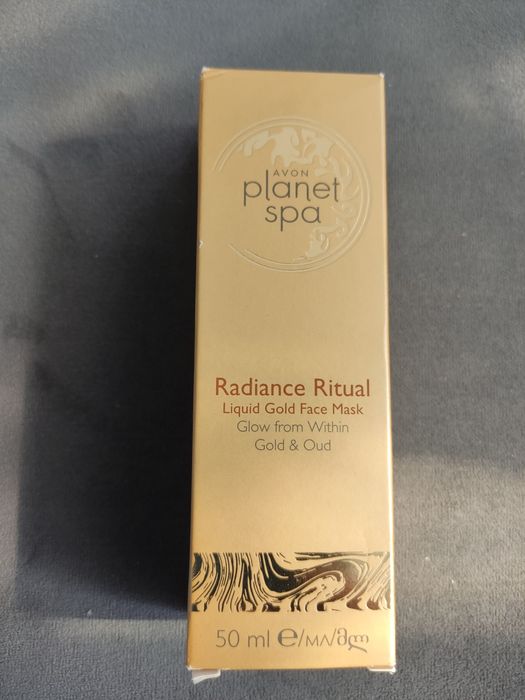 AVON
planet
spa
Radiance Ritual
Liquid Gold Face Mask
Glow from Within
Gold & Oud
50 ml e/мл/მლ